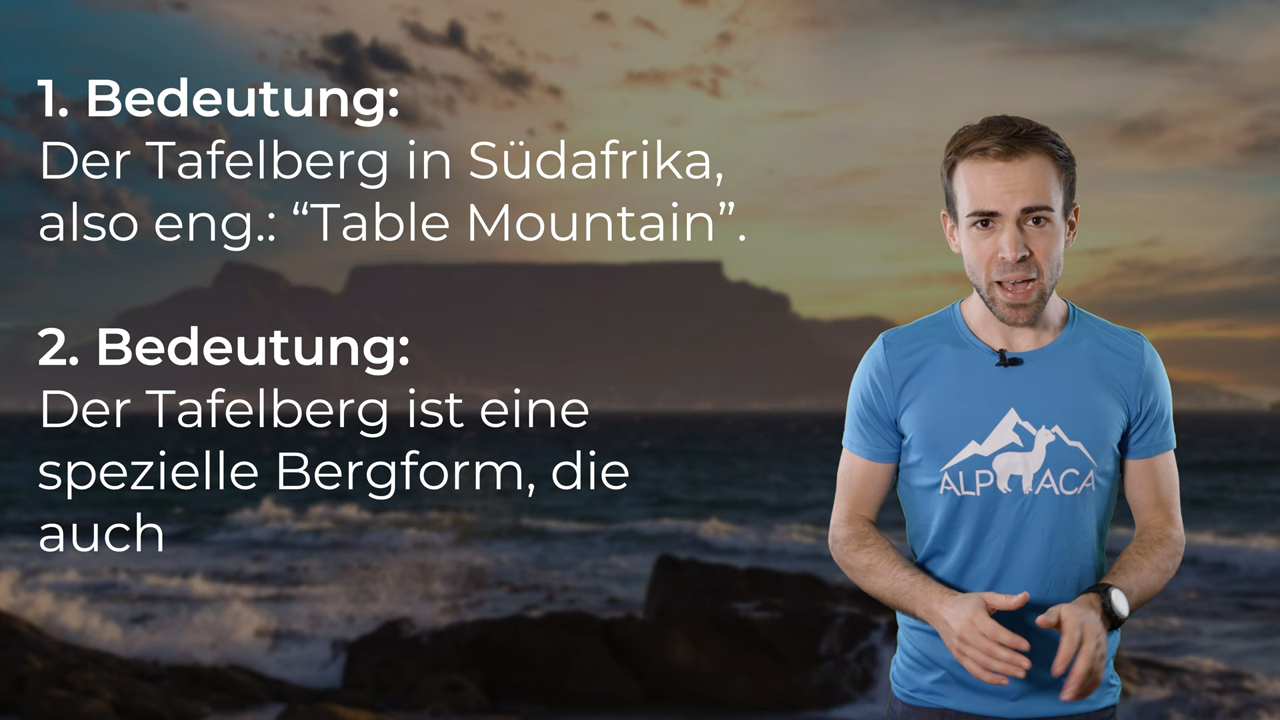 1. Bedeutung:
Der Tafelberg in Südafrika,
also eng.: “Table Mountain”.
2. Bedeutung:
Der Tafelberg ist eine
spezielle Bergform, die
auch
ALPACA